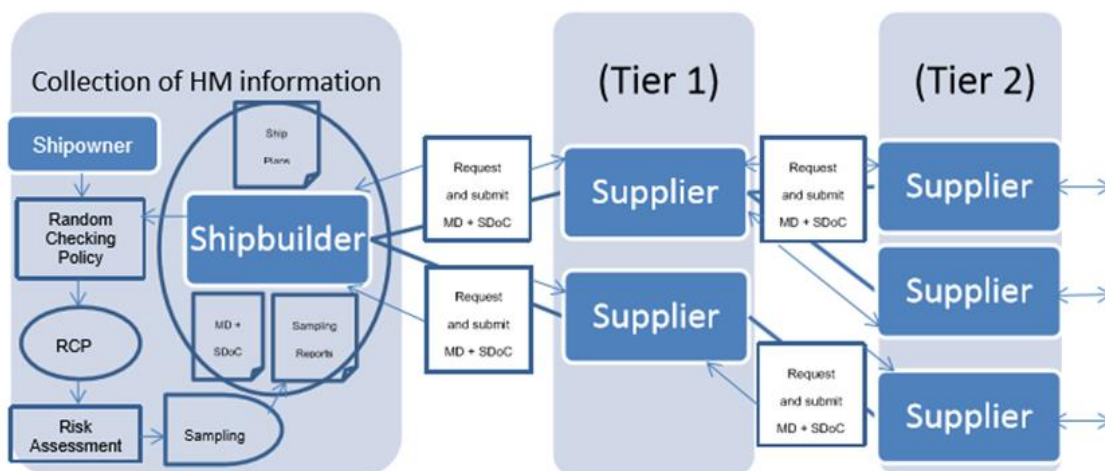 Collection of HM information
Shipowner
Random
Checking
Policy
RCP
Risk
Assessment
Sampling
Ship
Plans
Shipbuilder
MD +
SDoC
Sampling
Reports
Request
and submit
MD + SDoC
Request
and submit
MD + SDoC
(Tier 1)
Supplier
Supplier
Request
and submit
MD + SDoC
Request
and submit
MD + SDoC
(Tier 2)
Supplier
Supplier
Supplier